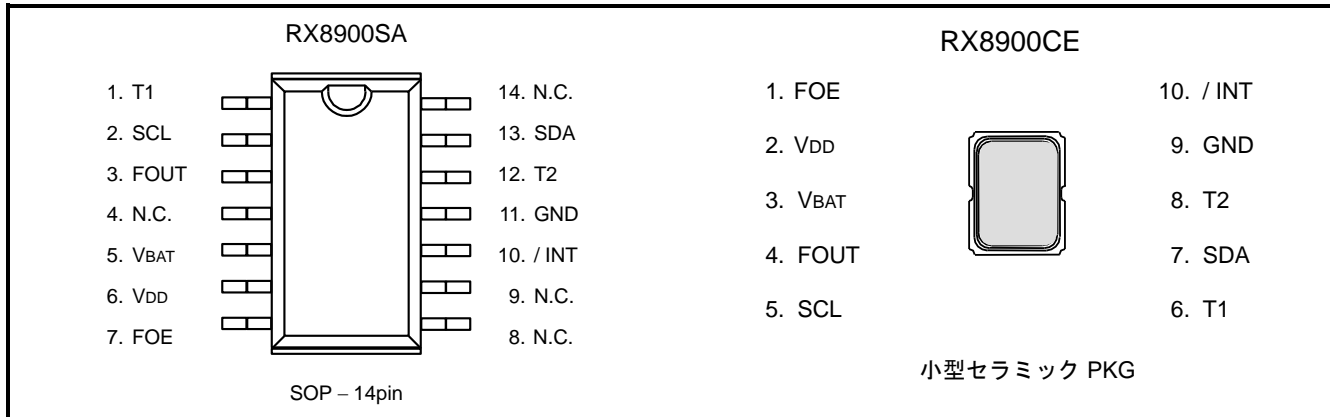 RX8900SA
1. T1
2. SCL
3. FOUT
4. N.C.
5. VBAT
6. VDD
7. FOE
14. N.C.
13. SDA
12. T2
11. GND
10. / INT
9. N.C.
8. N.C.
SOP – 14pin
RX8900CE
1. FOE
2. VDD
3. VBAT
4. FOUT
5. SCL
10. / INT
9. GND
8. T2
7. SDA
6. T1
小型セラミック PKG